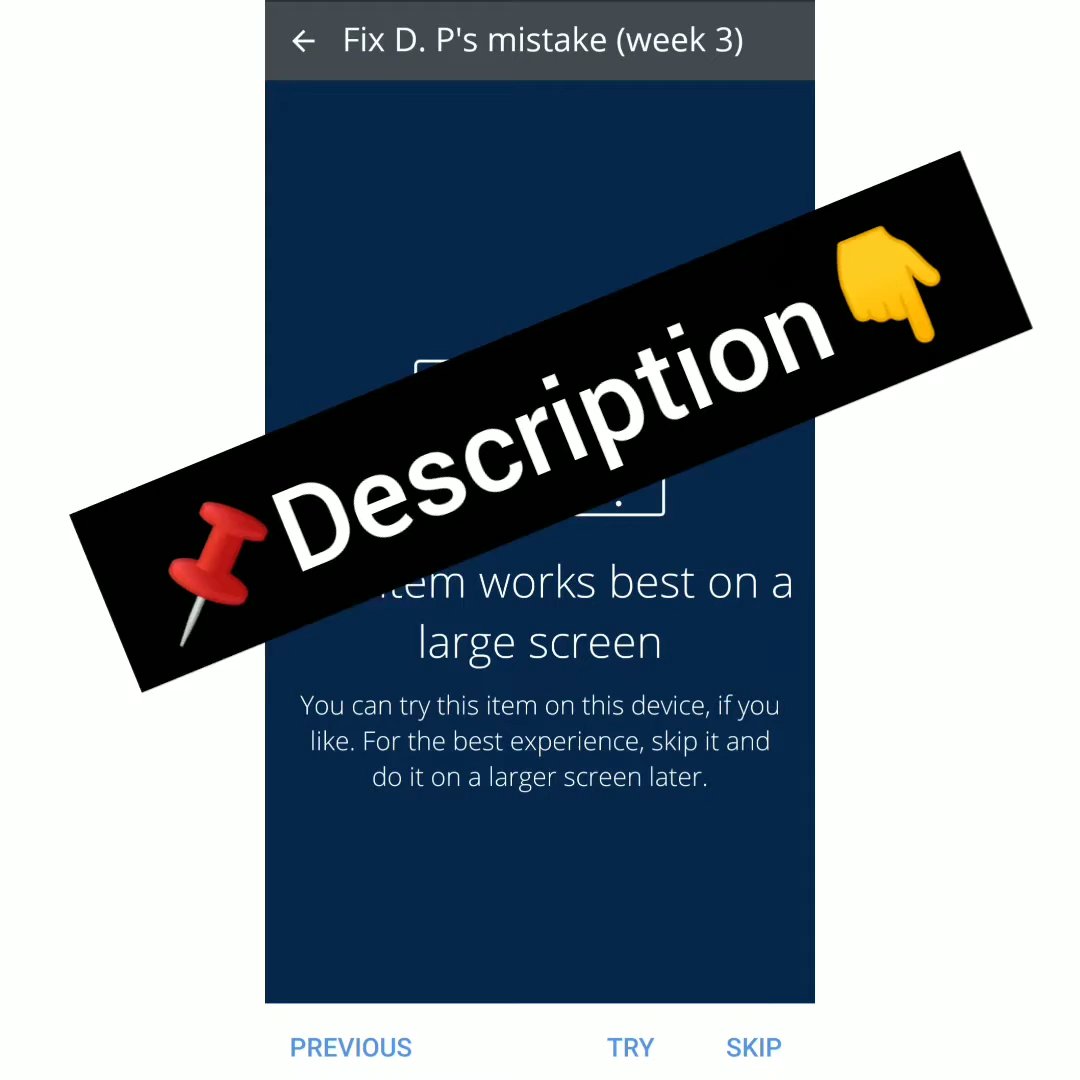 Fix D. P's mistake (week 3)
Description
item works best on a
large screen
You can try this item on this device, if you
like. For the best experience, skip it and
do it on a larger screen later.
PREVIOUS TRY SKIP